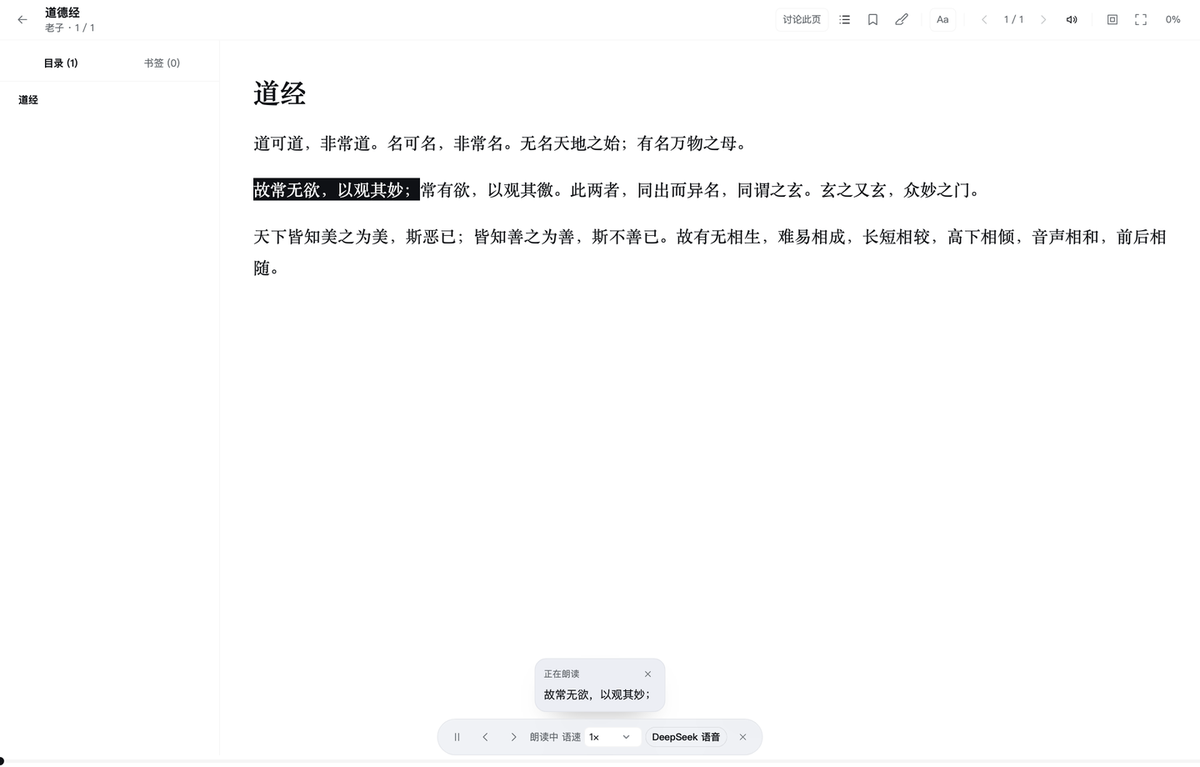 道德经
老子 · 1 / 1
讨论此页
Aa
1 / 1
0%
目录 (1)
书签 (0)
道经
道经
道可道，非常道。名可名，非常名。无名天地之始；有名万物之母。
故常无欲，以观其妙；常有欲，以观其徼。此两者，同出而异名，同谓之玄。玄之又玄，众妙之门。
天下皆知美之为美，斯恶已；皆知善之为善，斯不善已。故有无相生，难易相成，长短相较，高下相倾，音声相和，前后相
随。
正在朗读
故常无欲，以观其妙；
朗读中 语速 1x DeepSeek 语音